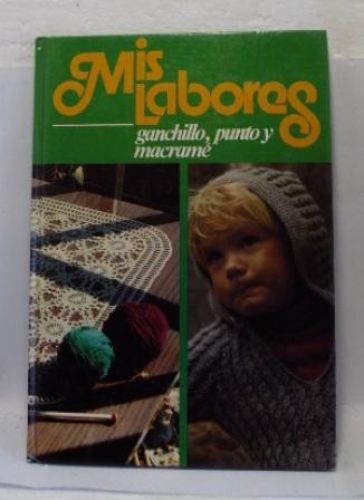 Mis
Labores
ganchillo, punto y
macramé